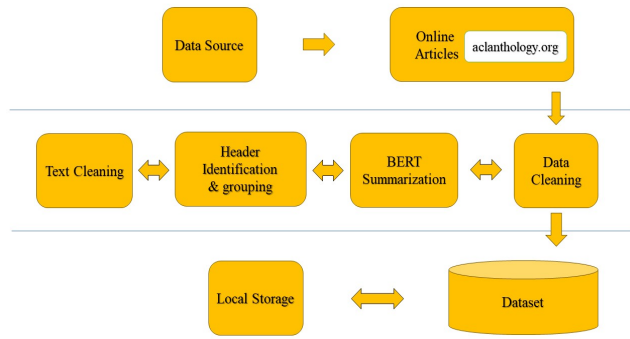 Data Source
Online
Articles
aclanthology.org
Text Cleaning
Header
Identification
& grouping
BERT
Summarization
Data
Cleaning
Local Storage
Dataset